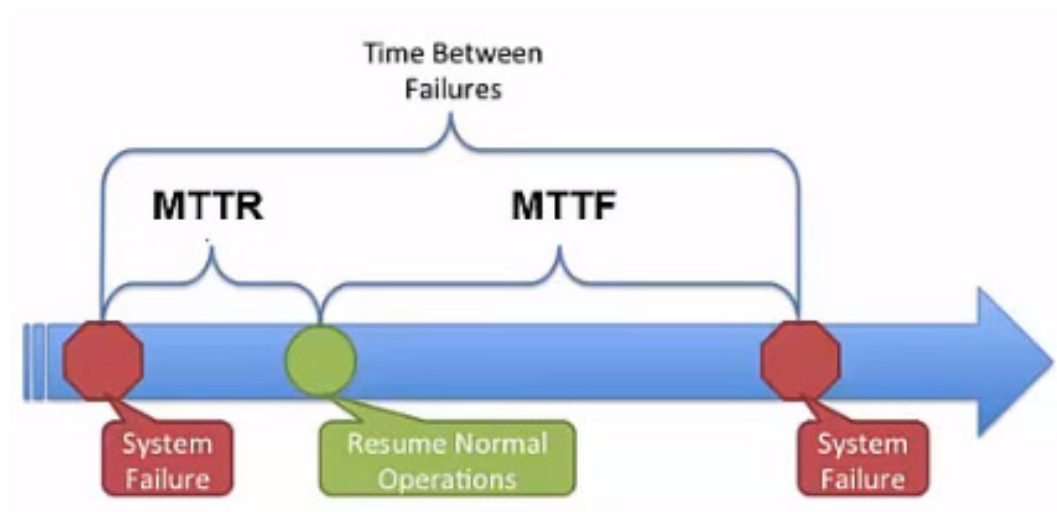 Time Between
Failures
MTTR
MTTF
System
Failure
Resume Normal
Operations
System
Failure